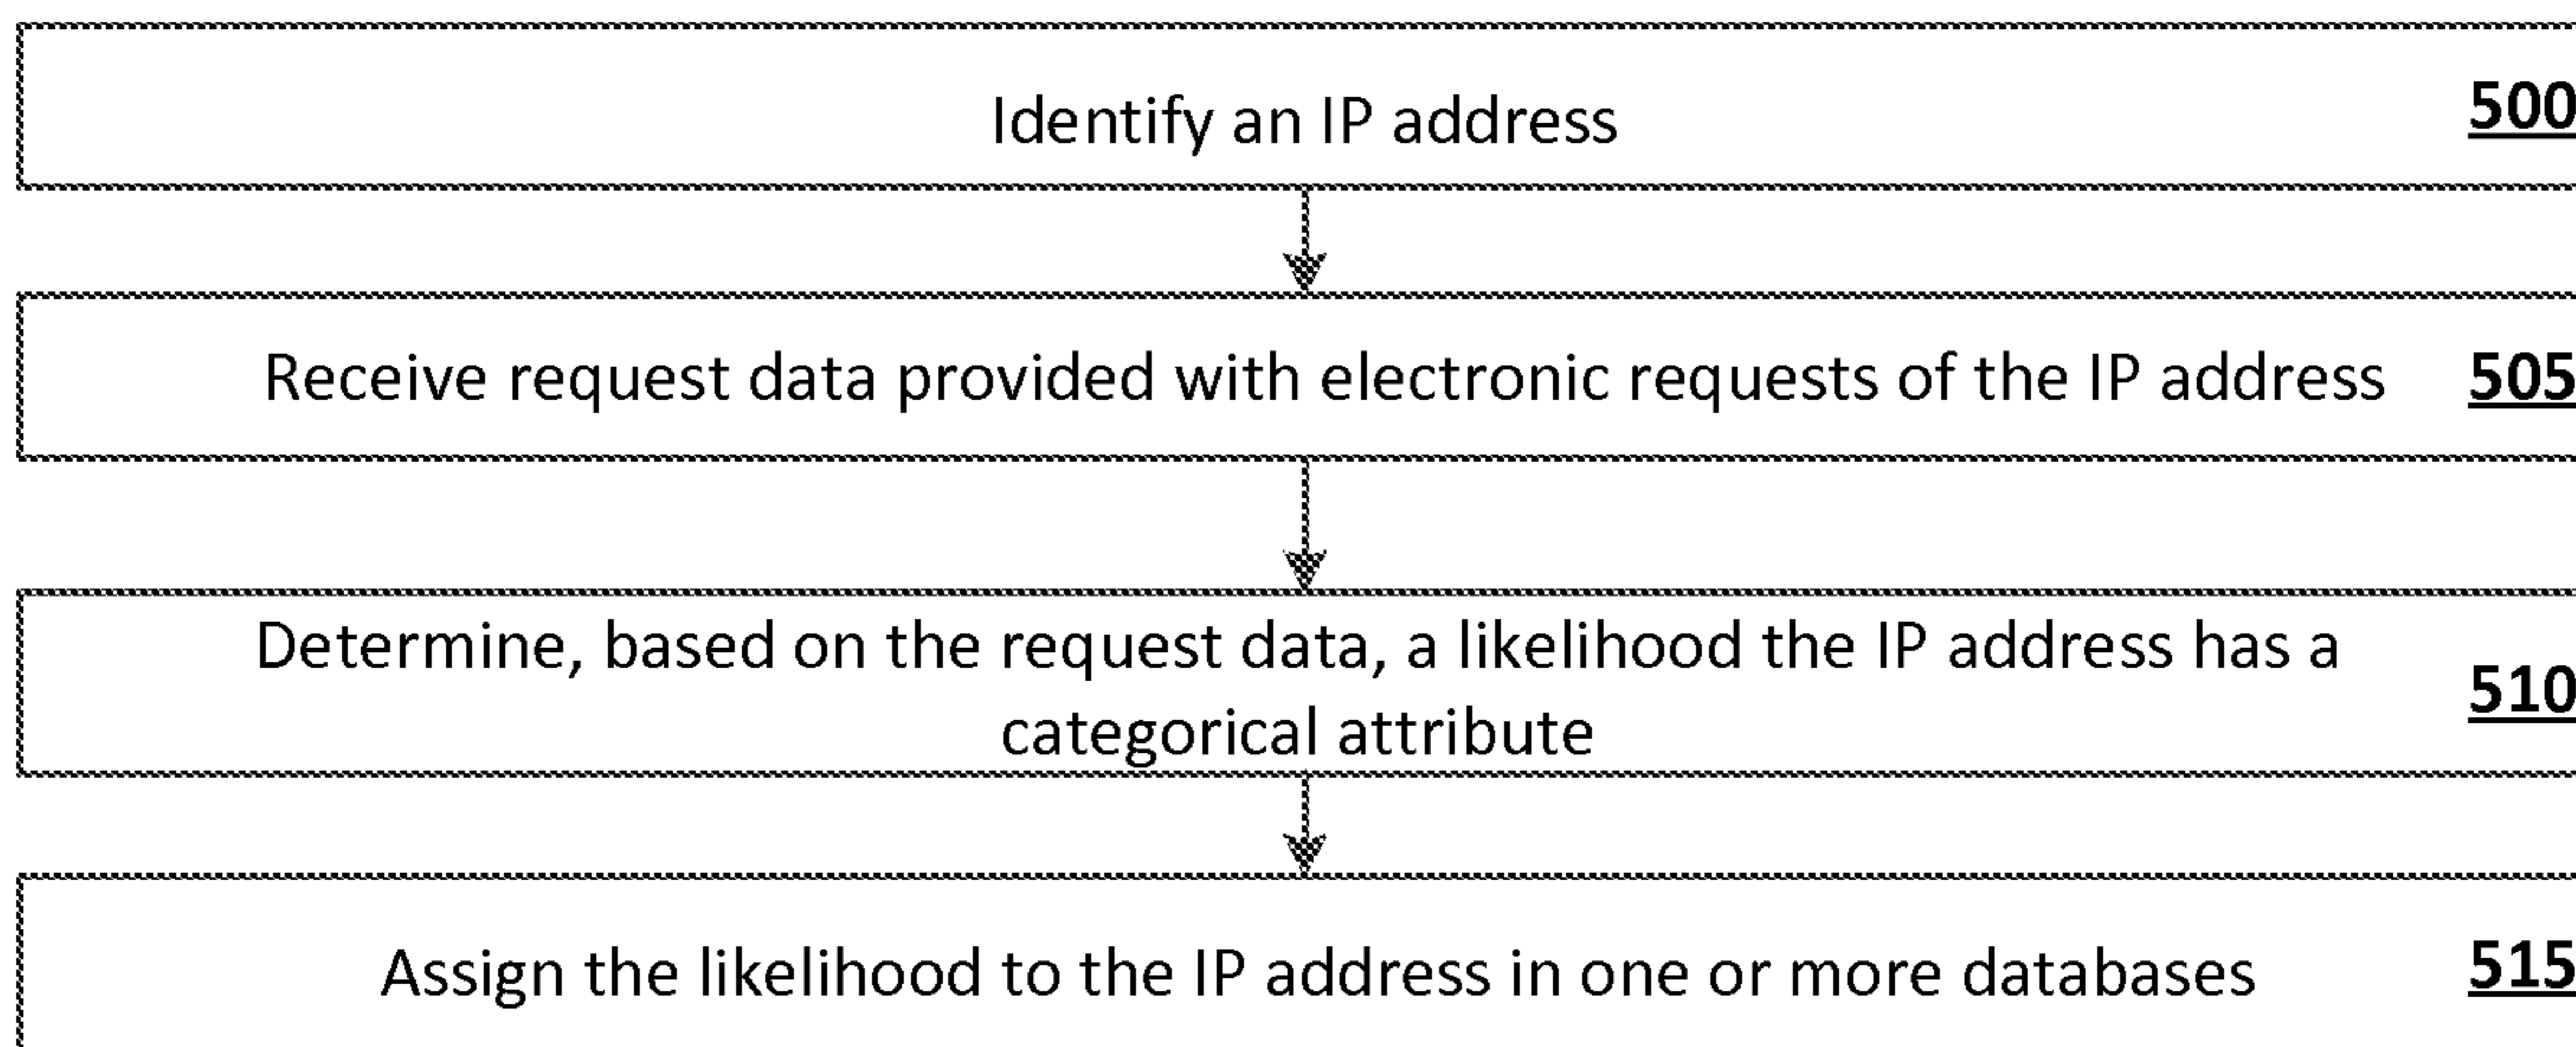 Identify an IP address 500
Receive request data provided with electronic requests of the IP address 505
Determine, based on the request data, a likelihood the IP address has a
categorical attribute
510
Assign the likelihood to the IP address in one or more databases 515